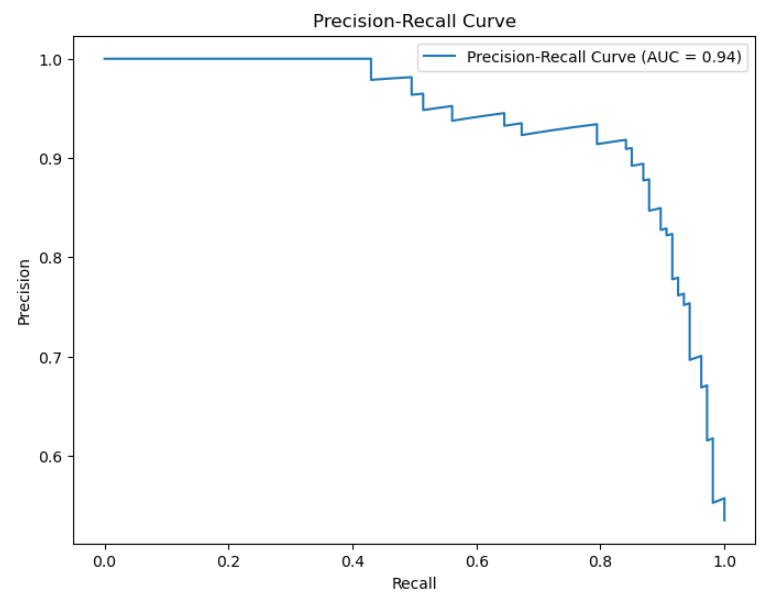 Precision-Recall Curve
Precision-Recall Curve (AUC = 0.94)
1.0
0.9
0.8
0.7
0.6
Precision
0.0 0.2 0.4 0.6 0.8 1.0
Recall